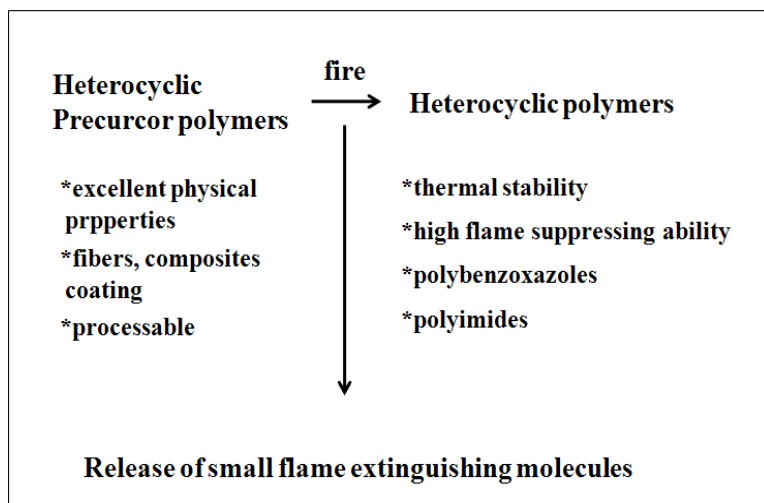 fire
Heterocyclic
Precurcor polymers
Heterocyclic polymers
*excellent physical
prpperties
*fibers, composites
coating
*processable
*thermal stability
*high flame suppressing ability
*polybenzoxazoles
*polyimides
Release of small flame extinguishing molecules